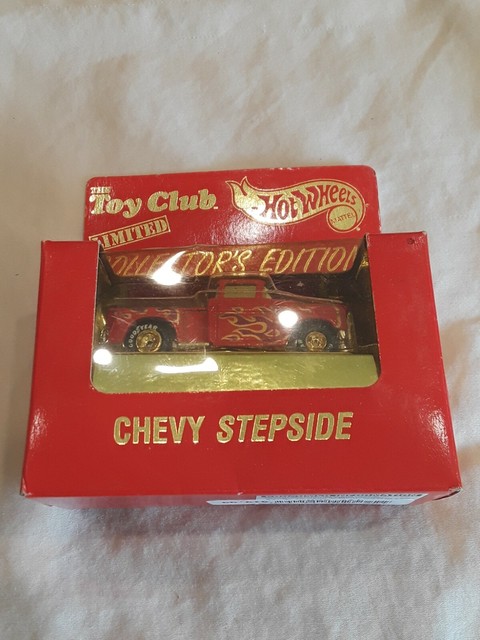 THE
Toy Club
HOT WHEELS
MATTEL
LIMITED
COLLECTOR'S EDITION
GOODYEAR
CHEVY STEPSIDE